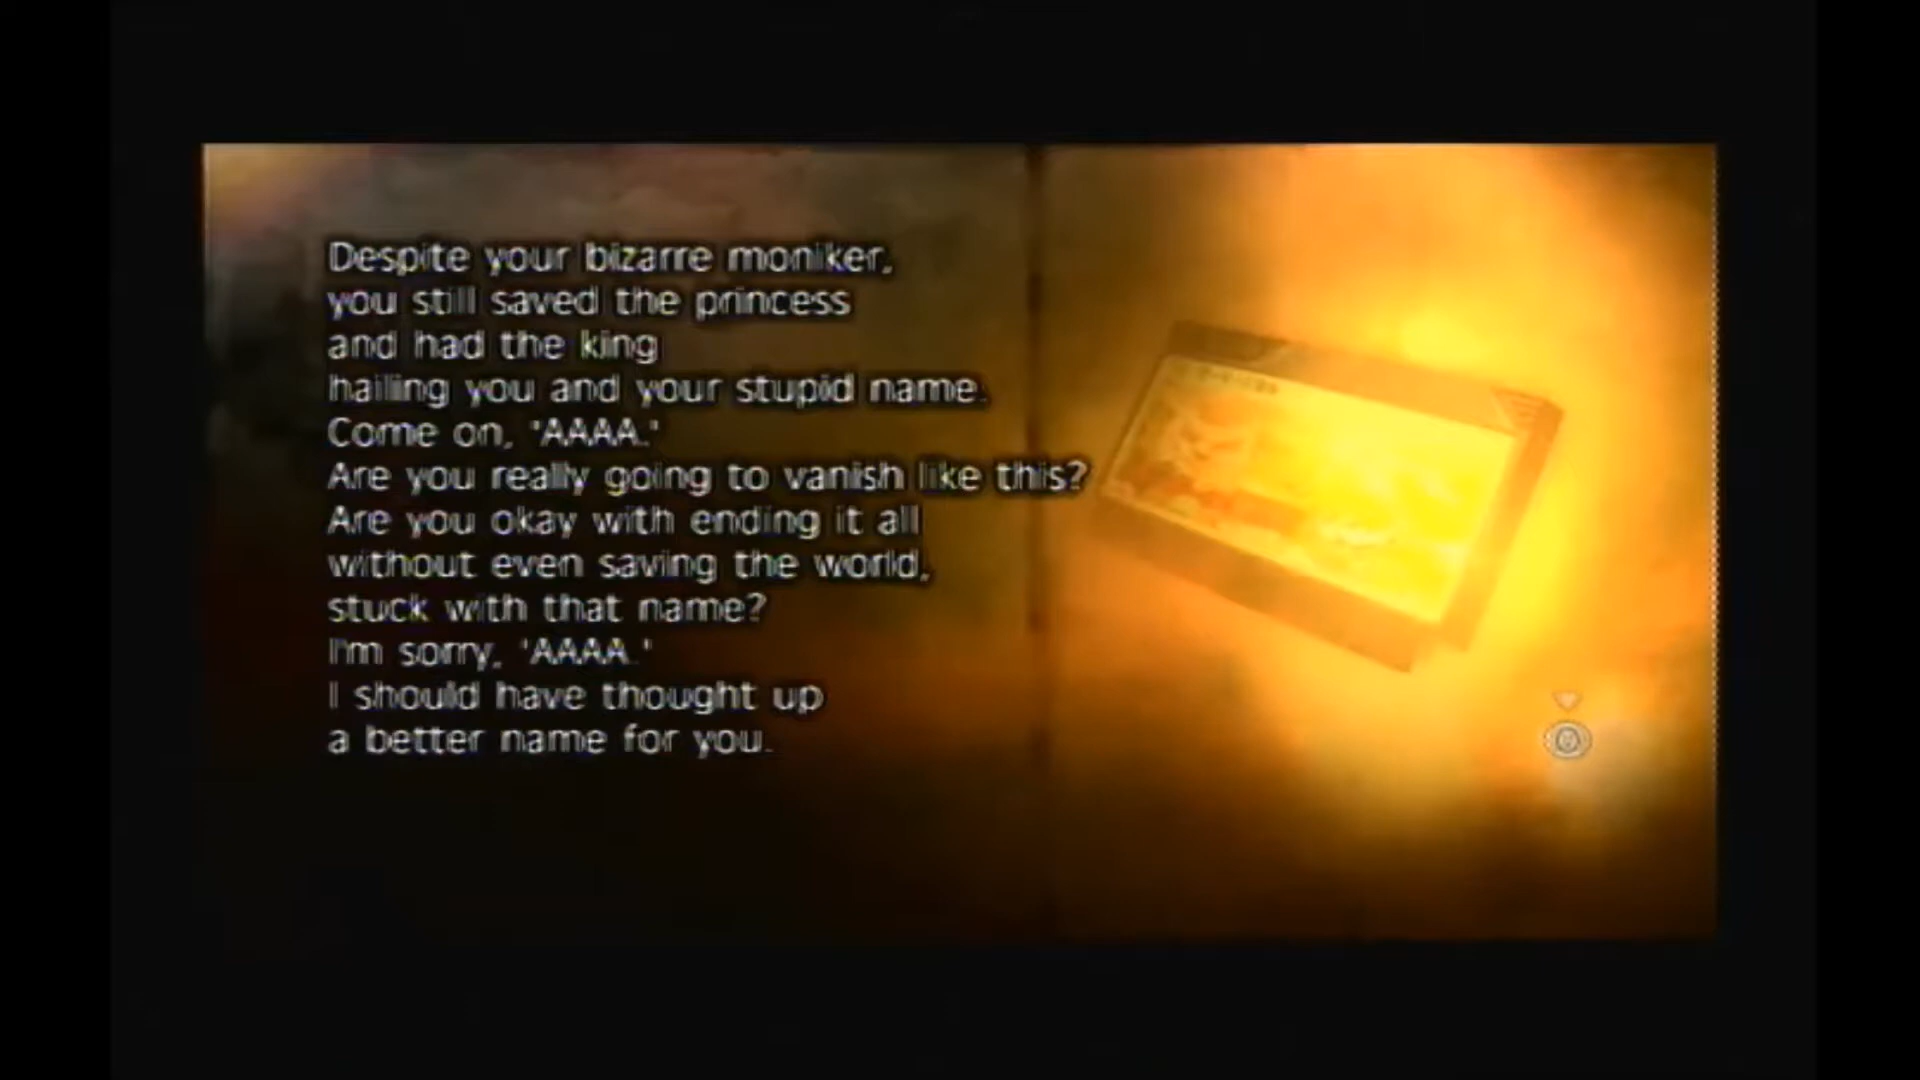 Despite your bizarre moniker,
you still saved the princess
and had the king
hailing you and your stupid name.
Come on, 'AAAA.'
Are you really going to vanish like this?
Are you okay with ending it all
without even saving the world,
stuck with that name?
I'm sorry, 'AAAA.'
I should have thought up
a better name for you.